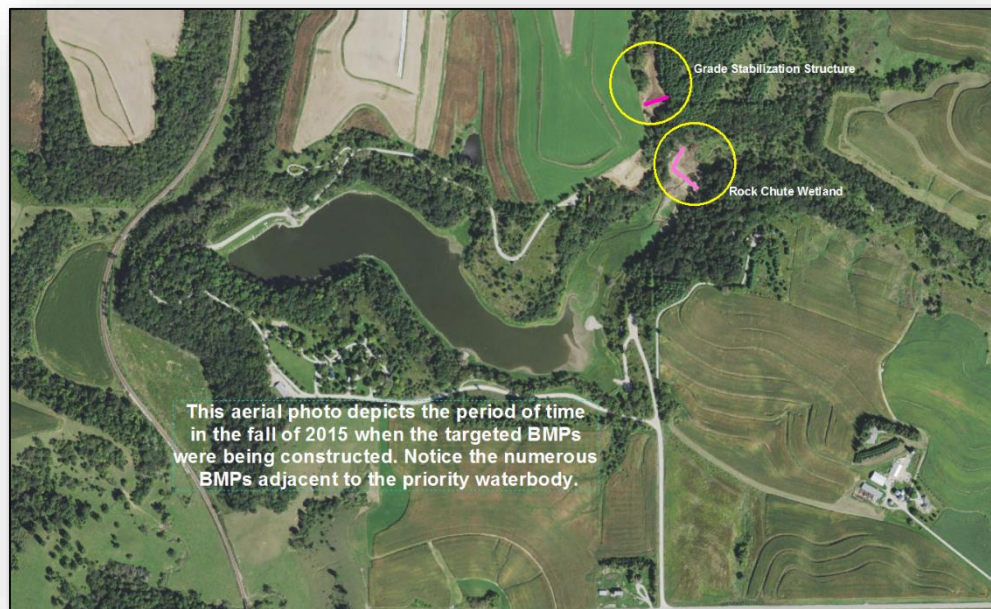 Grade Stabilization Structure
Rock Chute Wetland
This aerial photo depicts the period of time
in the fall of 2015 when the targeted BMPs
were being constructed. Notice the numerous
BMPs adjacent to the priority waterbody.